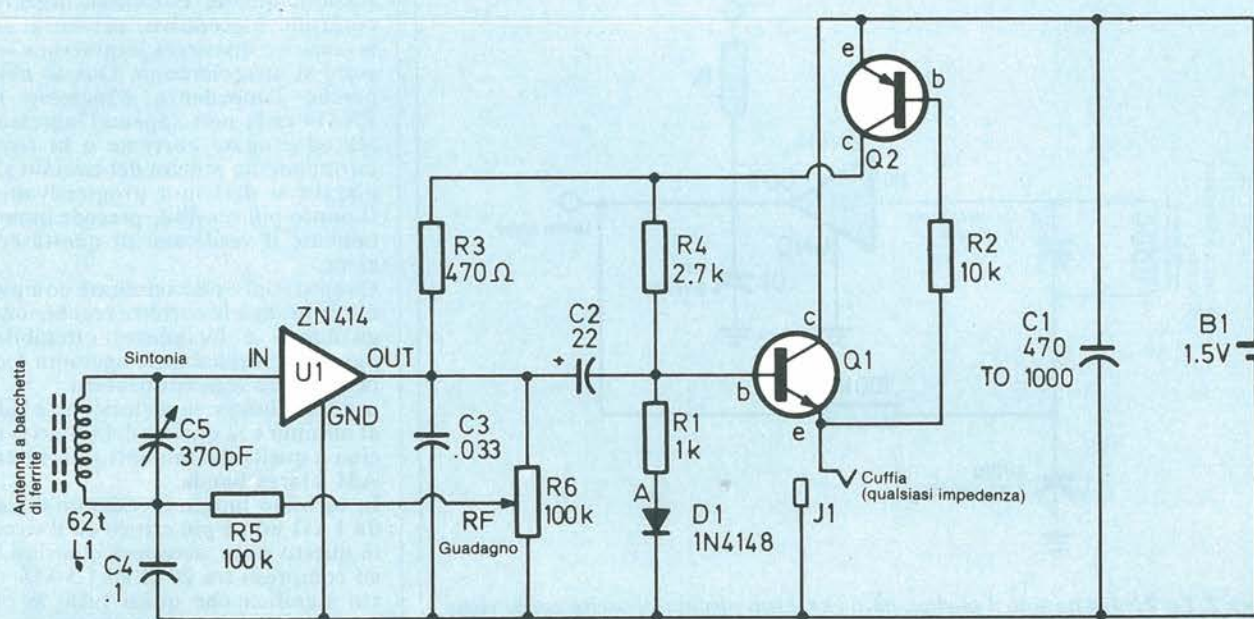 e
b
c
Q2
R3
470Ω
R4
2.7k
R2
10k
ZN414
C2
22
+
C1
470
TO 1000
B1
1.5V
Sintonia
IN
U1
OUT
GND
c
Q1
b
e
Antenna a bacchetta
di ferrite
C5
370pF
C3
.033
R1
1k
Cuffia
(qualsiasi impedenza)
62t
L1
R5
100k
RF
Guadagno
R6
100k
A
D1
1N4148
J1
C4
.1